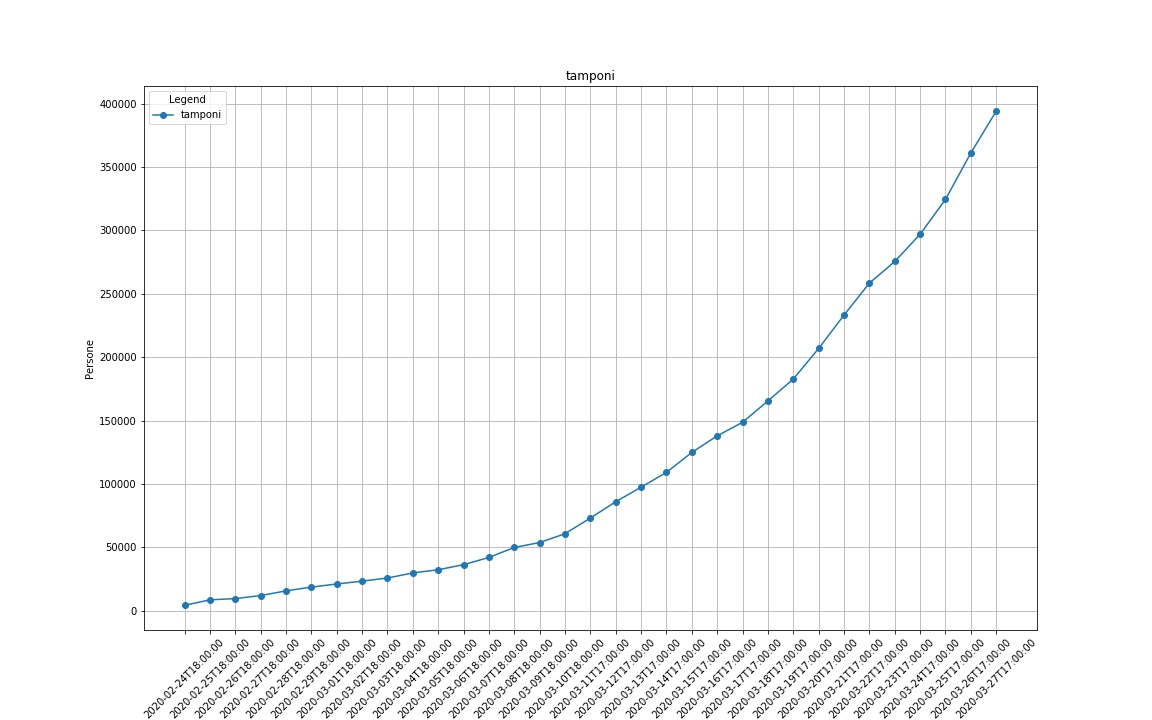 tamponi
Legend
tamponi
400000
350000
300000
250000
200000
150000
100000
50000
0
Persone
2020-02-24T18:00:00
2020-02-25T18:00:00
2020-02-26T18:00:00
2020-02-27T18:00:00
2020-02-28T18:00:00
2020-02-29T18:00:00
2020-03-01T18:00:00
2020-03-02T18:00:00
2020-03-03T18:00:00
2020-03-04T18:00:00
2020-03-05T18:00:00
2020-03-06T18:00:00
2020-03-07T18:00:00
2020-03-08T18:00:00
2020-03-09T18:00:00
2020-03-10T18:00:00
2020-03-11T17:00:00
2020-03-12T17:00:00
2020-03-13T17:00:00
2020-03-14T17:00:00
2020-03-15T17:00:00
2020-03-16T17:00:00
2020-03-17T17:00:00
2020-03-18T17:00:00
2020-03-19T17:00:00
2020-03-20T17:00:00
2020-03-21T17:00:00
2020-03-22T17:00:00
2020-03-23T17:00:00
2020-03-24T17:00:00
2020-03-25T17:00:00
2020-03-26T17:00:00
2020-03-27T17:00:00